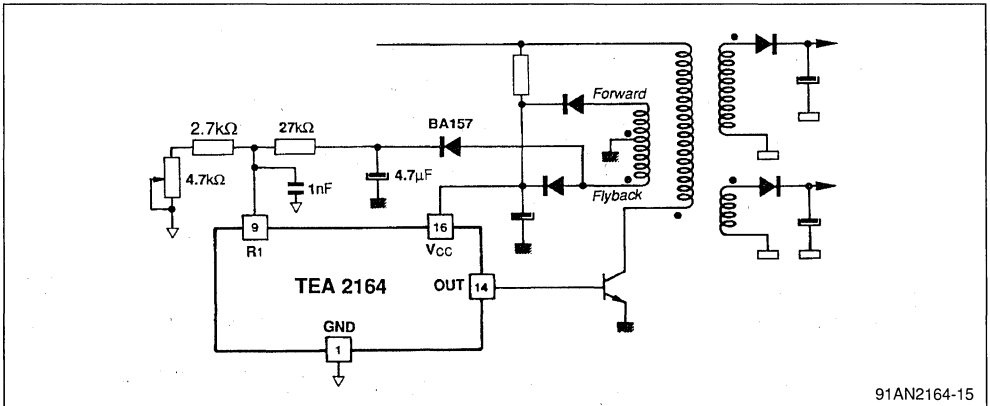 Forward
BA157
2.7kΩ
27kΩ
4.7kΩ
1nF
4.7µF
Flyback
9
R1
16
VCC
TEA 2164
OUT
14
GND
1
91AN2164-15